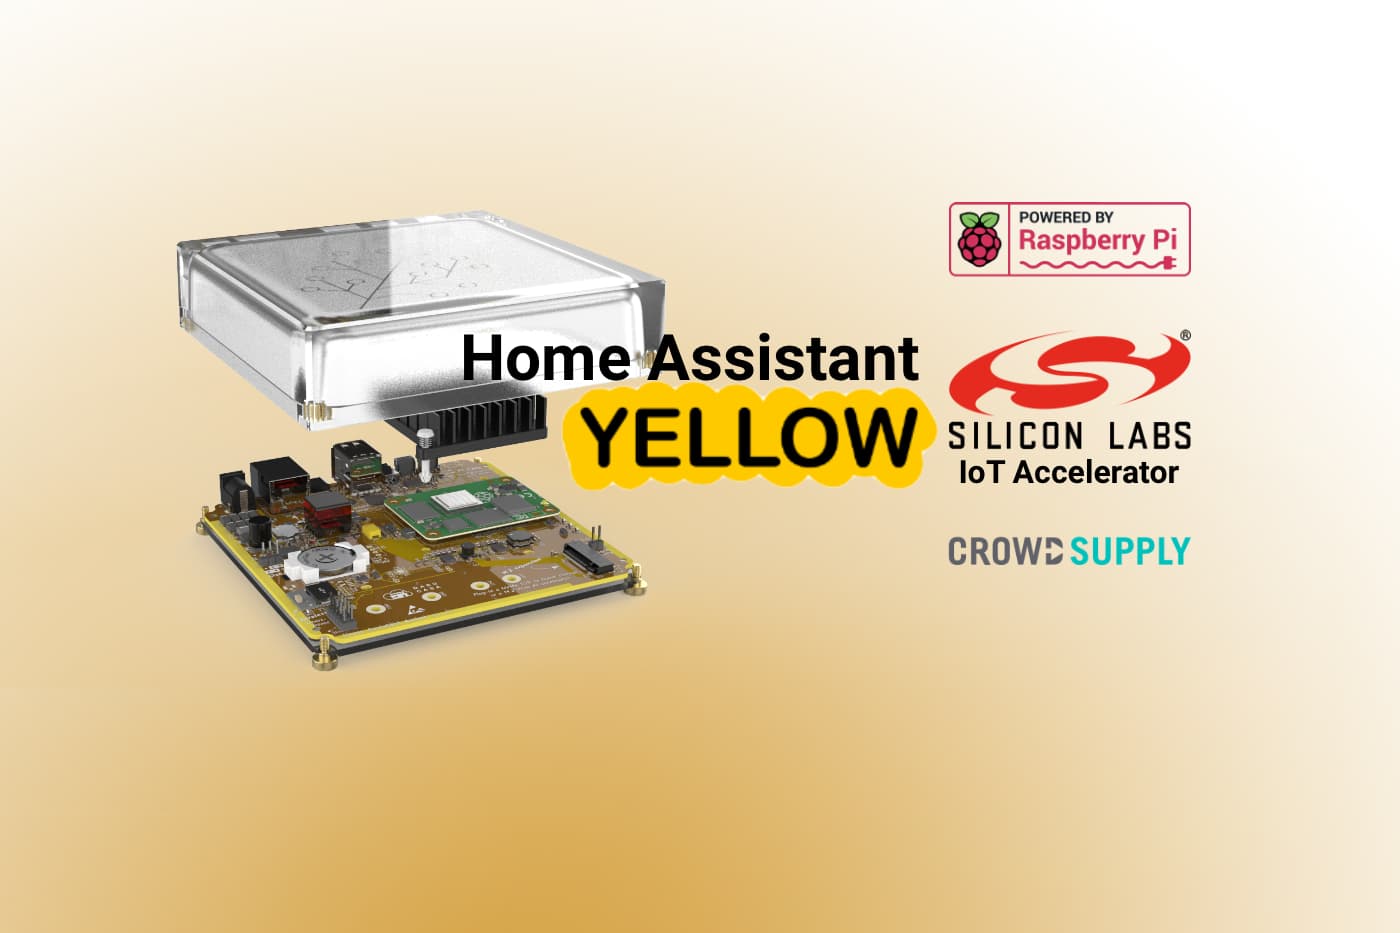 Home Assistant
YELLOW
POWERED BY
Raspberry Pi
®
SILICON LABS
IoT Accelerator
CROWD SUPPLY